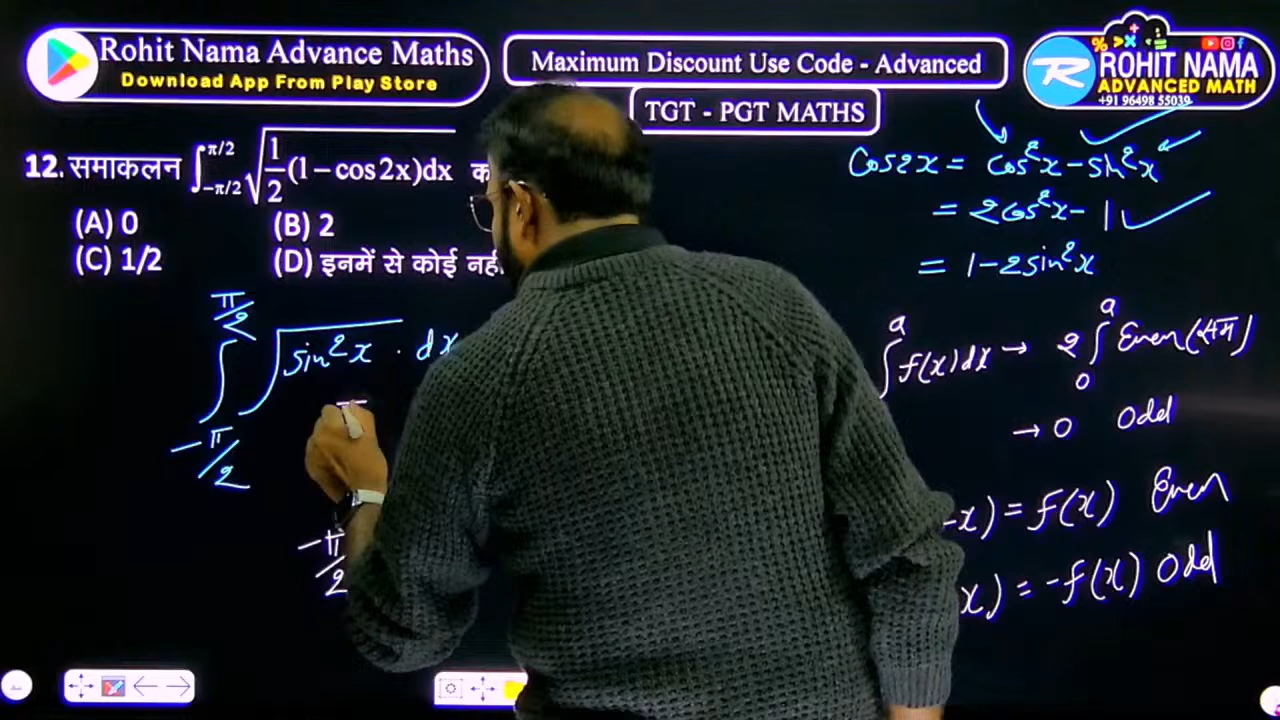 Rohit Nama Advance Maths
Download App From Play Store
Maximum Discount Use Code - Advanced
TGT - PGT MATHS
% > × + ÷ =
ROHIT NAMA
ADVANCED MATH
+91 96498 55039
12. समाकलन ∫_{-π/2}^{π/2} √(1/2 (1-cos2x)dx क
(A) 0 (B) 2
(C) 1/2 (D) इनमें से कोई नहीं
∫_{-π/2}^{π/2} √(sin²x) · dx
-π/2
Cos2x = cos²x - sin²x
= 2cos²x - 1
= 1 - 2sin²x
∫^a f(x)dx → 2∫_0^a Even (सम)
→ 0 Odd
-x) = f(x) Even
x) = -f(x) Odd